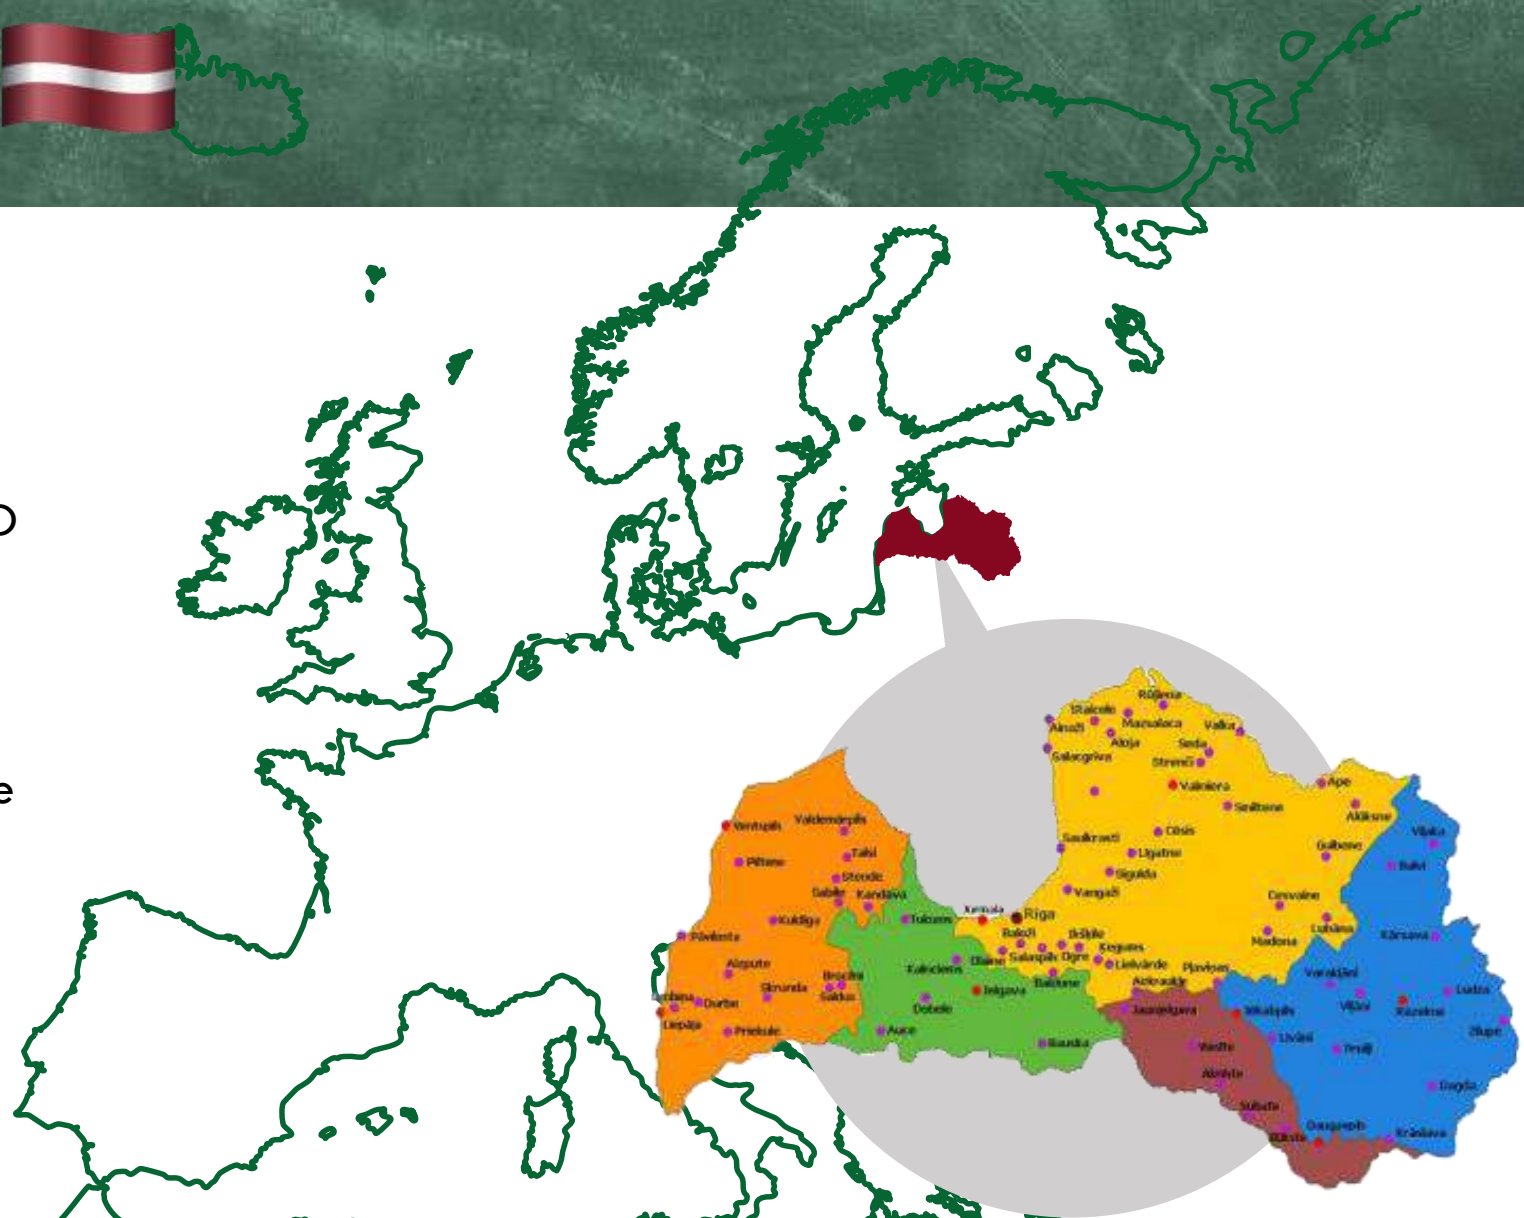 Rūjiena
Staicele
Mazsalaca
Ainaži
Valka
Aloja
Seda
Salacgrīva
Strenči
Valmiera
Ape
Smiltene
Alūksne
Ventspils
Valdemārpils
Cēsis
Viļaka
Saulkrasti
Gulbene
Talsi
Līgatne
Piltene
Balvi
Sigulda
Stende
Sabile
Kandava
Vangaži
Cesvaine
Jūrmala
Rīga
Kuldīga
Tukums
Lubāna
Baloži
Ikšķile
Pāvilosta
Madona
Kārsava
Ķegums
Olaine
Salaspils
Ogre
Aizpute
Kalnciems
Lielvārde
Pļaviņas
Varakļāni
Brocēni
Baldone
Aizkraukle
Skrunda
Saldus
Jelgava
Ludza
Grobiņa
Durbe
Viļāni
Rēzekne
Dobele
Jaunjelgava
Jēkabpils
Liepāja
Priekule
Auce
Zilupe
Bauska
Viesīte
Līvāni
Preiļi
Aknīste
Dagda
Subate
Daugavpils
Ilūkste
Krāslava
e